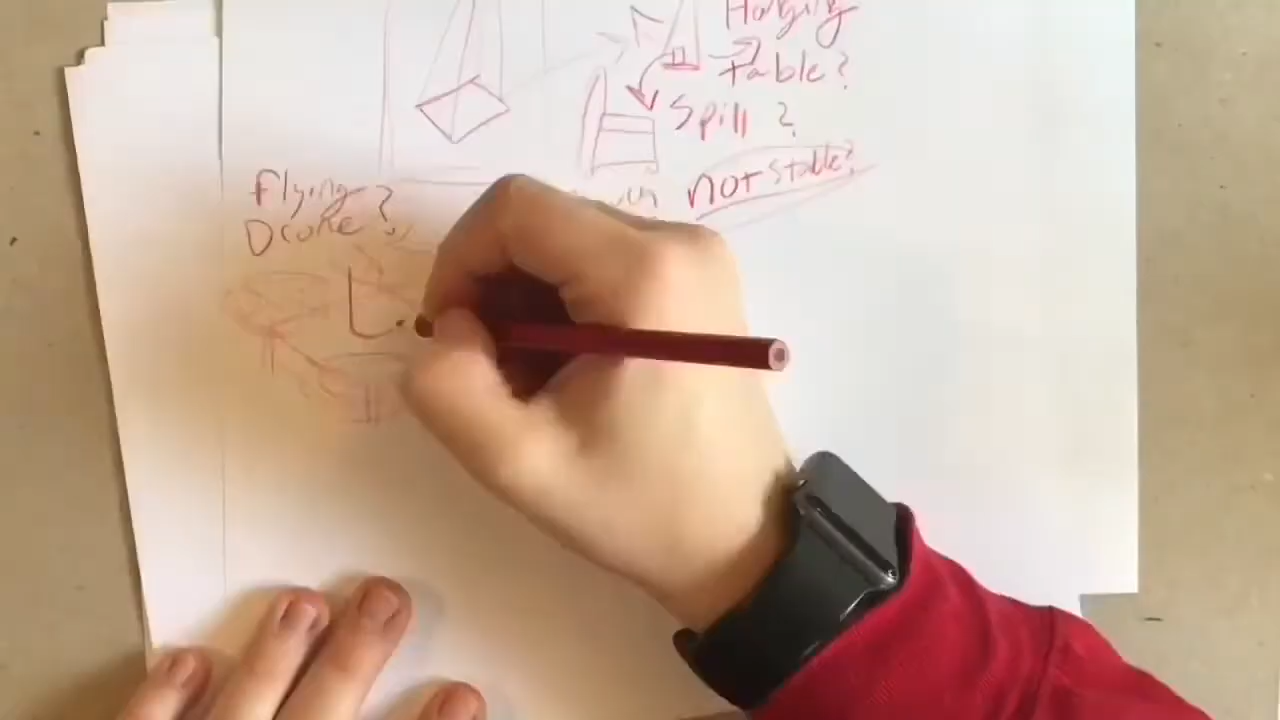 Hanging
table?
Spill?
not stable?
flying
Drone?